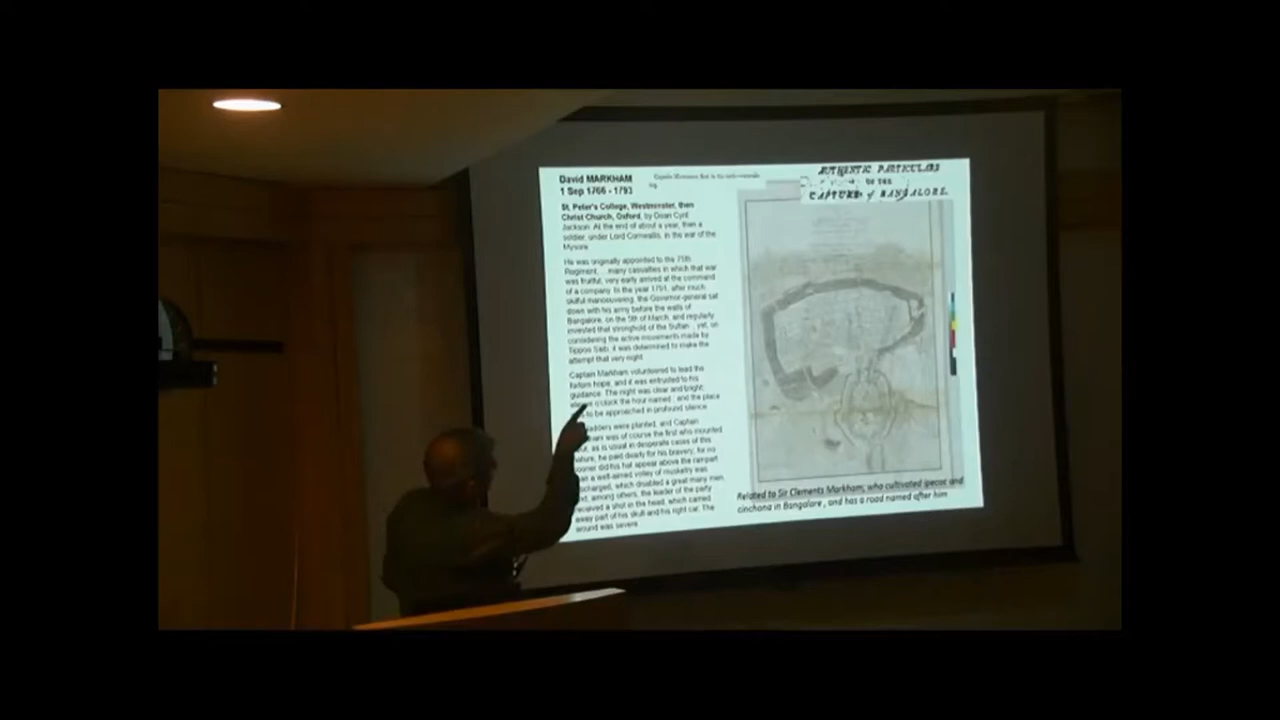 David MARKHAM
1 Sep 1766 - 1793
St. Peter's College, Westminster, then
Christ Church, Oxford, by Dean Cyril
Jackson. At the end of about a year, then a
soldier, under Lord Cornwallis, in the war of the
Mysore
He was originally appointed to the 75th
Regiment, ... many casualties in which that war
was fruitful, very early arrived at the command
of a company. In the year 1791, after much
skilful manoeuvering, the Governor-general sat
down with his army before the walls of
Bangalore, on the 5th of March, and regularly
invested that stronghold of the Sultan ; yet, on
considering the active movements made by
Tippoo Saib, it was determined to make the
attempt that very night
Captain Markham volunteered to lead the
forlorn hope, and it was entrusted to his
guidance. The night was clear and bright;
o'clock the hour named ; and the place
to be approached in profound silence
ladders were planted, and Captain
was of course the first who mounted
as is usual in desperate cases of this
nature, he paid dearly for his bravery; for no
sooner did his hat appear above the rampart
than a well-aimed volley of musketry was
discharged, which disabled a great many men,
and, among others, the leader of the party
received a shot in the head, which carried
away part of his skull and his right ear. The
wound was severe
AUTHENTIC PARTICULARS
OF THE
CAPTURE of BANGALORE.
Related to Sir Clements Markham, who cultivated ipecac and
cinchona in Bangalore , and has a road named after him